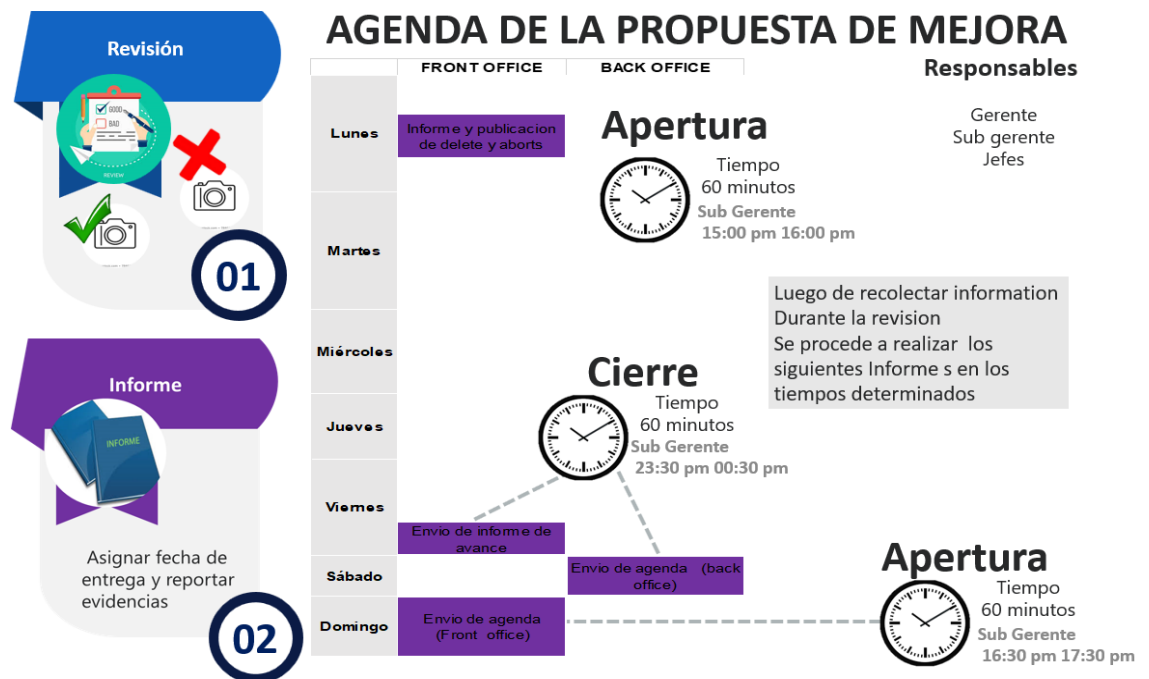 AGENDA DE LA PROPUESTA DE MEJORA
Revisión
GOOD
BAD
REVIEW
01
Informe
INFORME
Asignar fecha de
entrega y reportar
evidencias
02
FRONT OFFICE
BACK OFFICE
Responsables
Lunes
Informe y publicacion
de delete y aborts
Apertura
Tiempo
60 minutos
Sub Gerente
15:00 pm 16:00 pm
Gerente
Sub gerente
Jefes
Martes
Luego de recolectar information
Durante la revision
Se procede a realizar los
siguientes Informe s en los
tiempos determinados
Miércoles
Cierre
Tiempo
60 minutos
Sub Gerente
23:30 pm 00:30 pm
Jueves
Viernes
Envio de informe de
avance
Sábado
Envio de agenda (back
office)
Domingo
Envio de agenda
(Front office)
Apertura
Tiempo
60 minutos
Sub Gerente
16:30 pm 17:30 pm